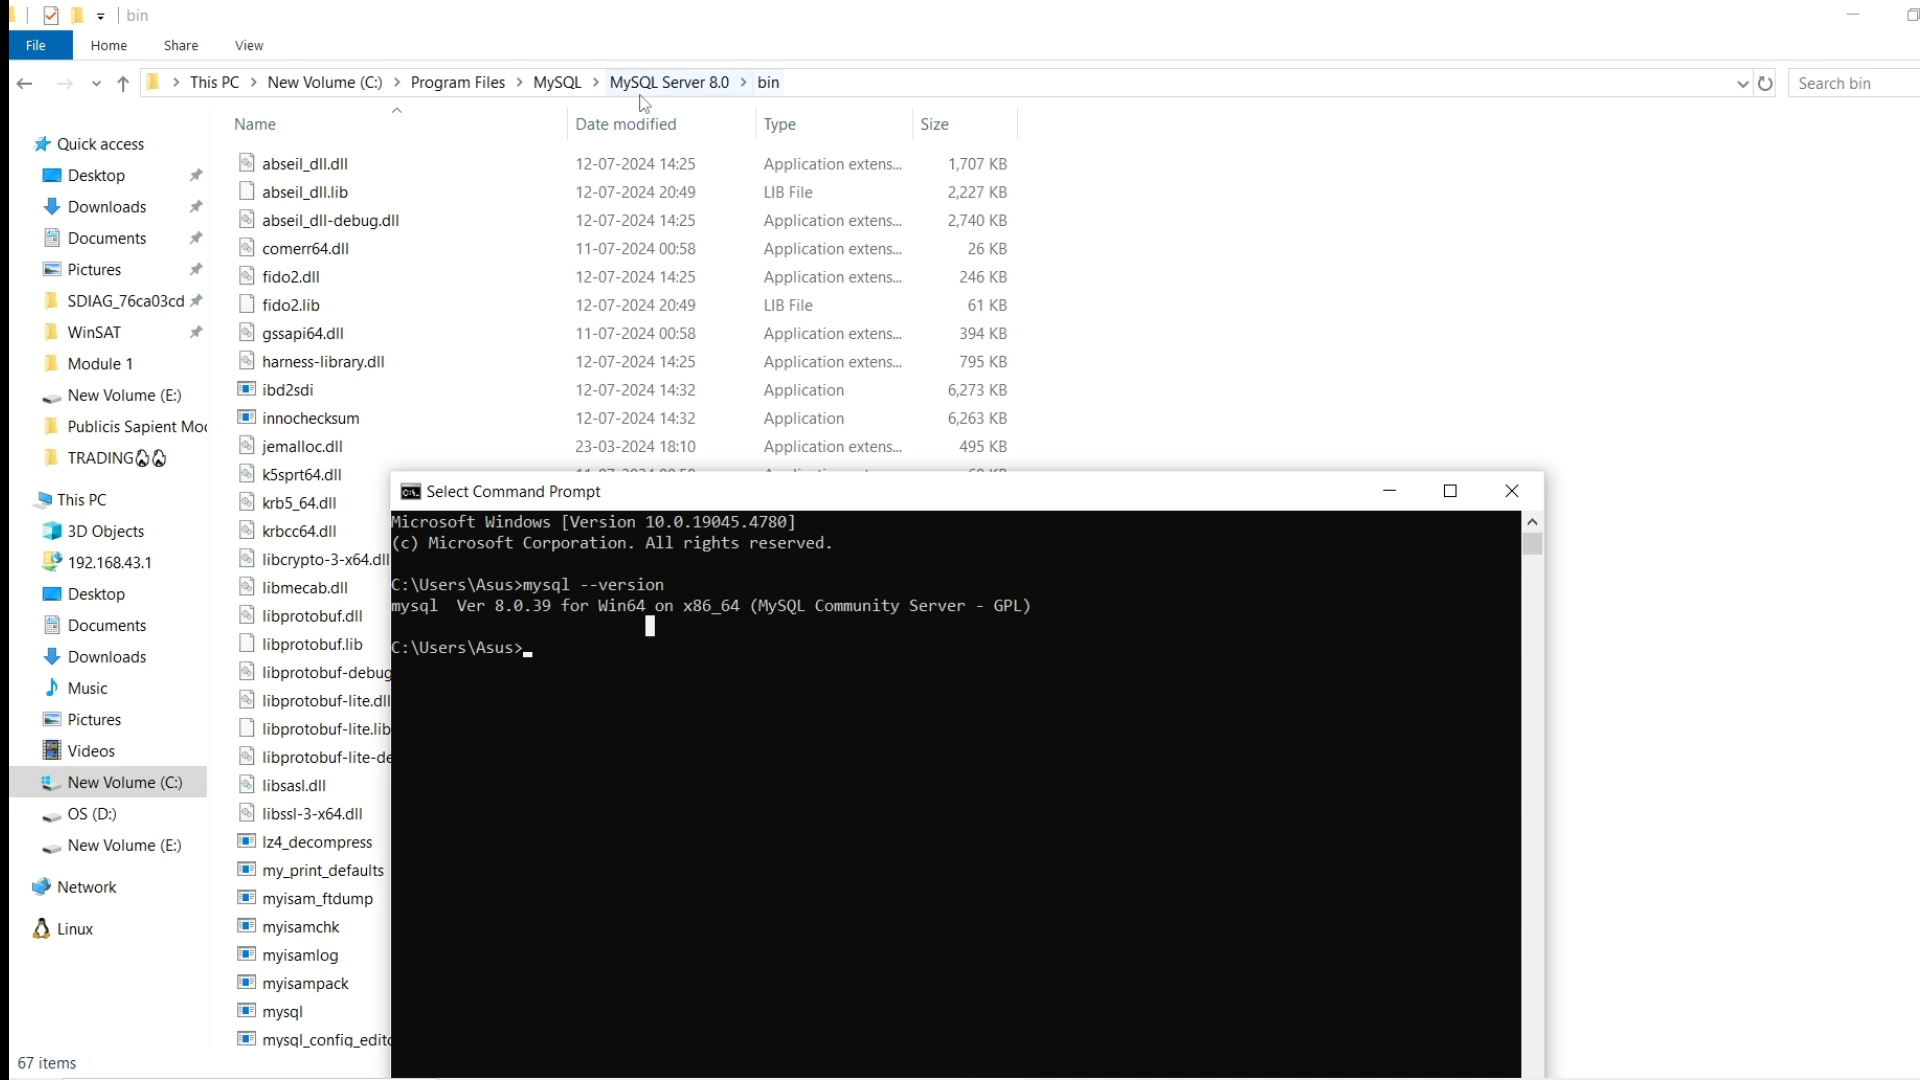 bin
File Home Share View
This PC > New Volume (C:) > Program Files > MySQL > MySQL Server 8.0 > bin
Search bin
Name Date modified Type Size
Quick access
Desktop
Downloads
Documents
Pictures
SDIAG_76ca03cd
WinSAT
Module 1
New Volume (E:)
Publicis Sapient Moc
TRADING
This PC
3D Objects
192.168.43.1
Desktop
Documents
Downloads
Music
Pictures
Videos
New Volume (C:)
OS (D:)
New Volume (E:)
Network
Linux
abseil_dll.dll 12-07-2024 14:25 Application extens... 1,707 KB
abseil_dll.lib 12-07-2024 20:49 LIB File 2,227 KB
abseil_dll-debug.dll 12-07-2024 14:25 Application extens... 2,740 KB
comerr64.dll 11-07-2024 00:58 Application extens... 26 KB
fido2.dll 12-07-2024 14:25 Application extens... 246 KB
fido2.lib 12-07-2024 20:49 LIB File 61 KB
gssapi64.dll 11-07-2024 00:58 Application extens... 394 KB
harness-library.dll 12-07-2024 14:25 Application extens... 795 KB
ibd2sdi 12-07-2024 14:32 Application 6,273 KB
innochecksum 12-07-2024 14:32 Application 6,263 KB
jemalloc.dll 23-03-2024 18:10 Application extens... 495 KB
k5sprt64.dll
krb5_64.dll
krbcc64.dll
libcrypto-3-x64.dll
libmecab.dll
libprotobuf.dll
libprotobuf.lib
libprotobuf-debug
libprotobuf-lite.dll
libprotobuf-lite.lib
libprotobuf-lite-de
libsasl.dll
libssl-3-x64.dll
lz4_decompress
my_print_defaults
myisam_ftdump
myisamchk
myisamlog
myisampack
mysql
mysql_config_edito
67 items
Select Command Prompt
Microsoft Windows [Version 10.0.19045.4780]
(c) Microsoft Corporation. All rights reserved.
C:\Users\Asus>mysql --version
mysql  Ver 8.0.39 for Win64 on x86_64 (MySQL Community Server - GPL)
C:\Users\Asus>